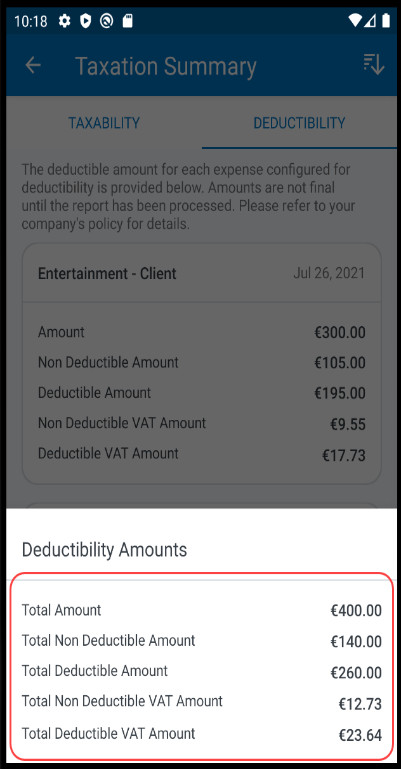 10:18
Taxation Summary
TAXABILITY DEDUCTIBILITY
The deductible amount for each expense configured for
deductibility is provided below. Amounts are not final
until the report has been processed. Please refer to your
company's policy for details.
Entertainment - Client Jul 26, 2021
Amount €300.00
Non Deductible Amount €105.00
Deductible Amount €195.00
Non Deductible VAT Amount €9.55
Deductible VAT Amount €17.73
Deductibility Amounts
Total Amount €400.00
Total Non Deductible Amount €140.00
Total Deductible Amount €260.00
Total Non Deductible VAT Amount €12.73
Total Deductible VAT Amount €23.64